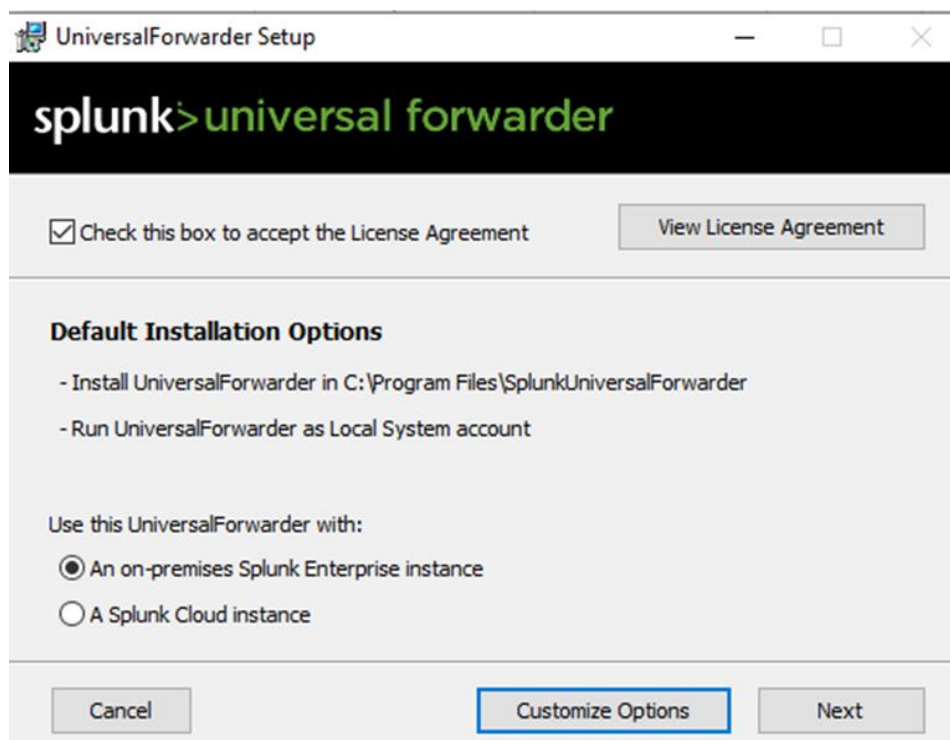 UniversalForwarder Setup
splunk>universal forwarder
Check this box to accept the License Agreement
View License Agreement
Default Installation Options
- Install UniversalForwarder in C:\Program Files\SplunkUniversalForwarder
- Run UniversalForwarder as Local System account
Use this UniversalForwarder with:
An on-premises Splunk Enterprise instance
A Splunk Cloud instance
Cancel
Customize Options
Next